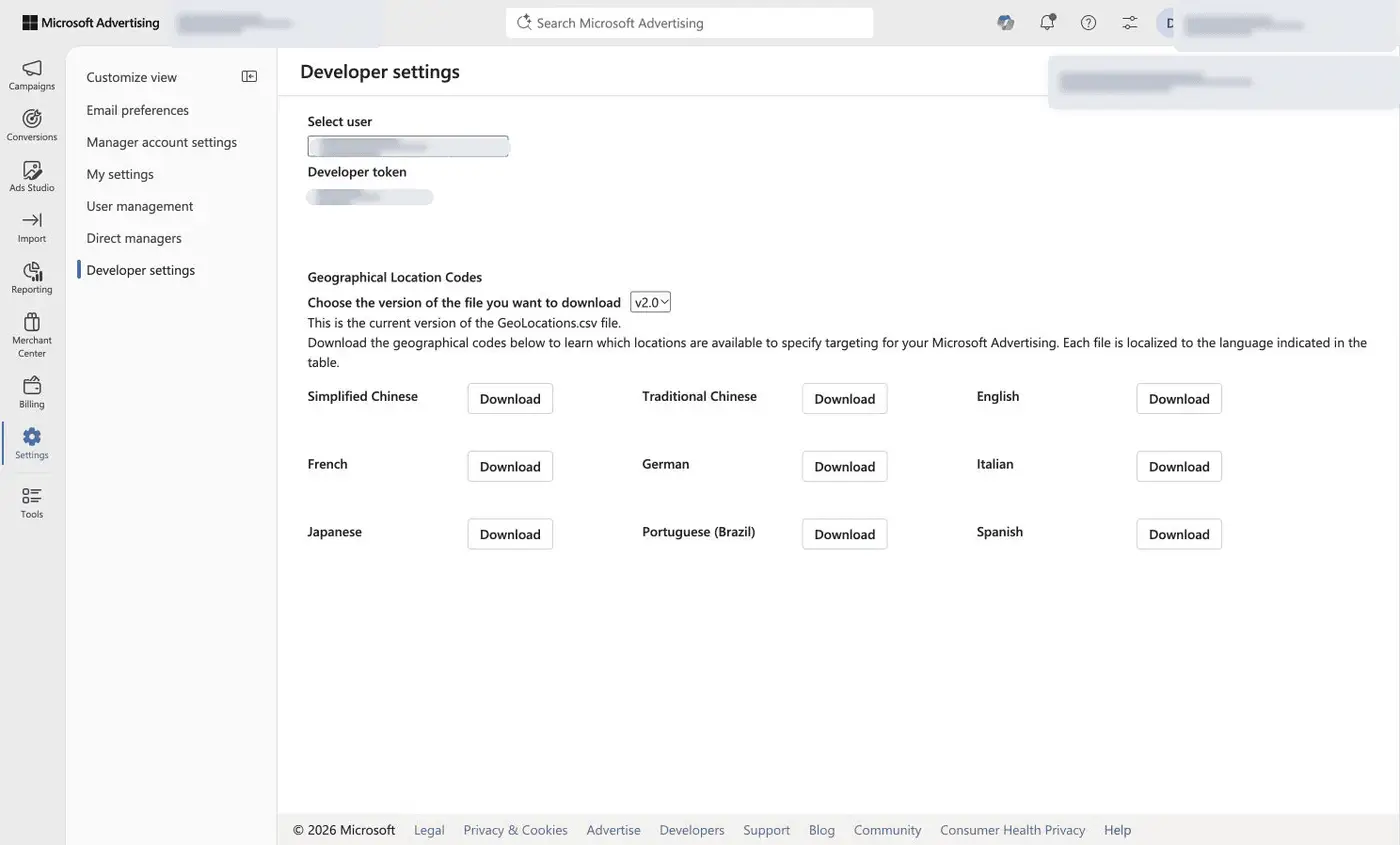 Microsoft Advertising
Search Microsoft Advertising
D
Campaigns
Conversions
Ads Studio
Import
Reporting
Merchant
Center
Billing
Settings
Tools
Customize view
Email preferences
Manager account settings
My settings
User management
Direct managers
Developer settings
Developer settings
Select user
Developer token
Geographical Location Codes
Choose the version of the file you want to download v2.0
This is the current version of the GeoLocations.csv file.
Download the geographical codes below to learn which locations are available to specify targeting for your Microsoft Advertising. Each file is localized to the language indicated in the
table.
Simplified Chinese Download Traditional Chinese Download English Download
French Download German Download Italian Download
Japanese Download Portuguese (Brazil) Download Spanish Download
© 2026 Microsoft Legal Privacy & Cookies Advertise Developers Support Blog Community Consumer Health Privacy Help